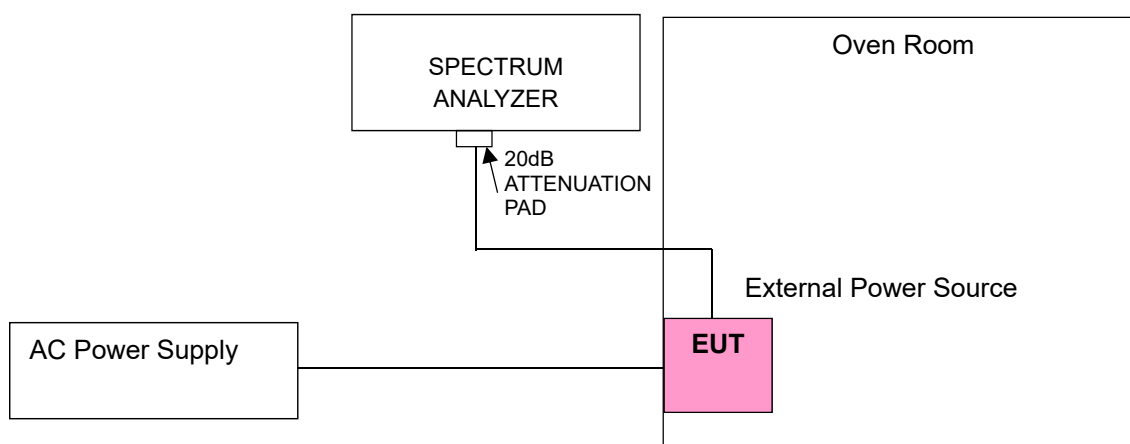 Oven Room
SPECTRUM
ANALYZER
20dB
ATTENUATION
PAD
External Power Source
AC Power Supply
EUT